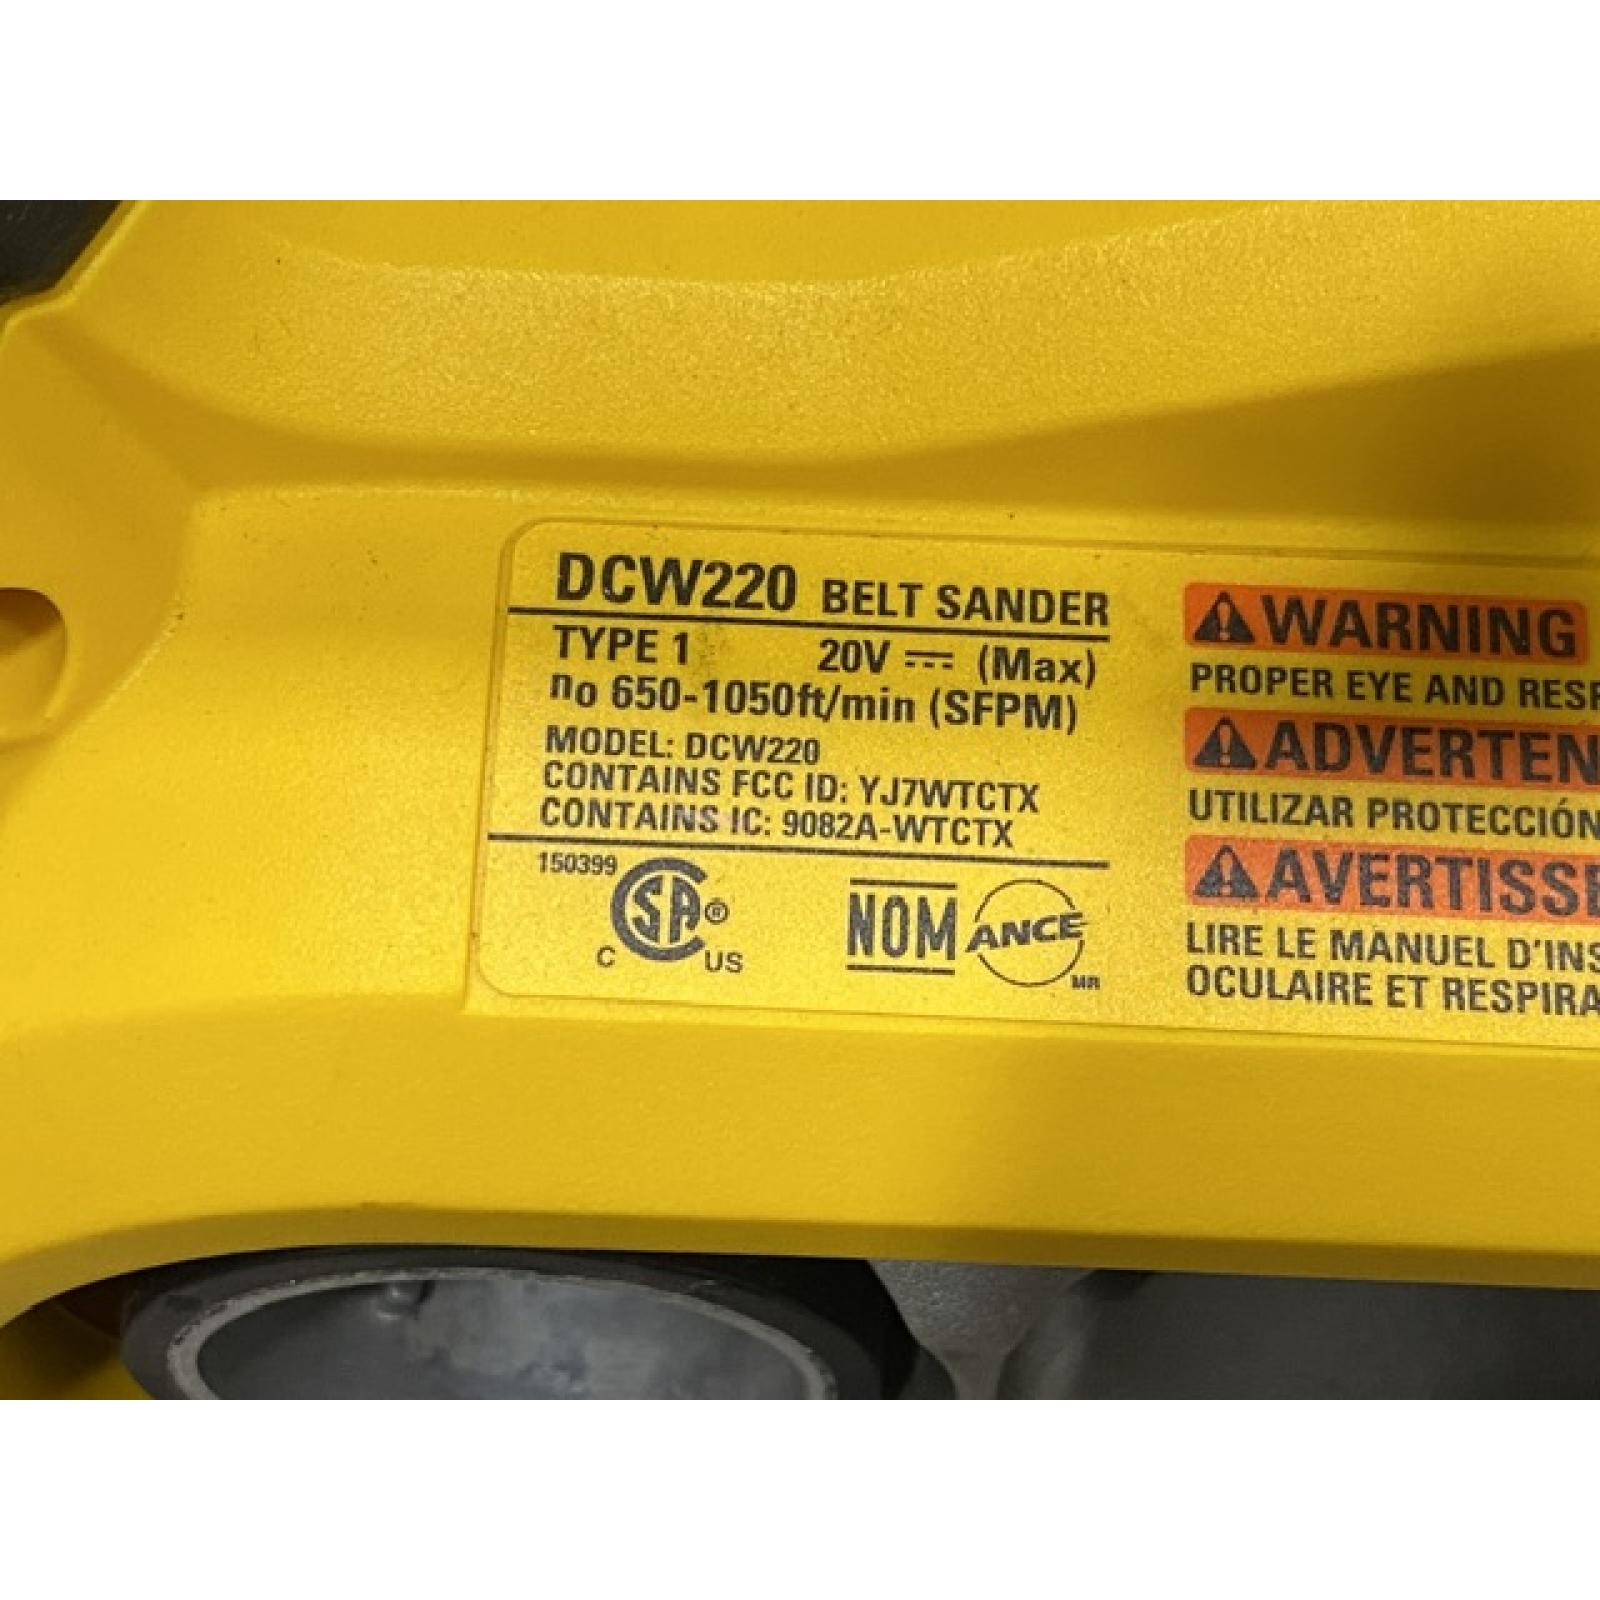 DCW220 BELT SANDER
TYPE 1 20V ⎓ (Max)
no 650-1050ft/min (SFPM)
MODEL: DCW220
CONTAINS FCC ID: YJ7WTCTX
CONTAINS IC: 9082A-WTCTX
150399
CSA®
C US
NOM
ANCE
MR
WARNING
PROPER EYE AND RESP
ADVERTEN
UTILIZAR PROTECCIÓN
AVERTISSE
LIRE LE MANUEL D'INS
OCULAIRE ET RESPIRA